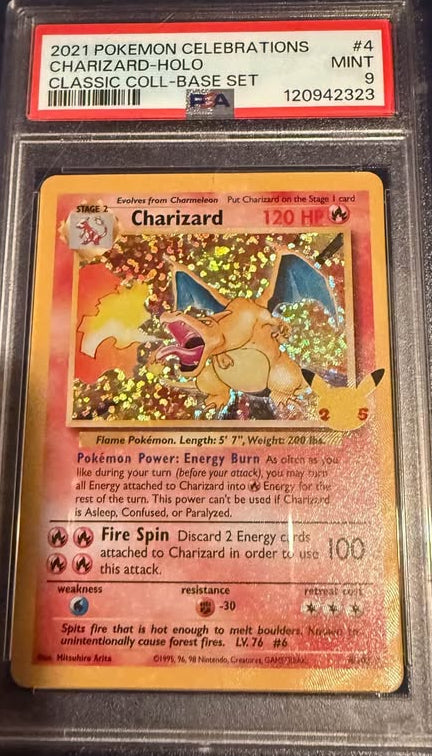 2021 POKEMON CELEBRATIONS #4
CHARIZARD-HOLO MINT
CLASSIC COLL-BASE SET 9
PSA 120942323
Evolves from Charmeleon Put Charizard on the Stage 1 card
STAGE 2
Charizard 120 HP
2 5
Flame Pokémon. Length: 5' 7", Weight: 200 lbs.
Pokémon Power: Energy Burn As often as you
like during your turn (before your attack), you may turn
all Energy attached to Charizard into Energy for the
rest of the turn. This power can't be used if Charizard
is Asleep, Confused, or Paralyzed.
Fire Spin Discard 2 Energy cards
attached to Charizard in order to use 100
this attack.
weakness resistance retreat cost
-30
Spits fire that is hot enough to melt boulders. Known to
unintentionally cause forest fires. LV. 76 #6
Illus. Mitsuhiro Arita ©1995, 96, 98 Nintendo, Creatures, GAMEFREAK.